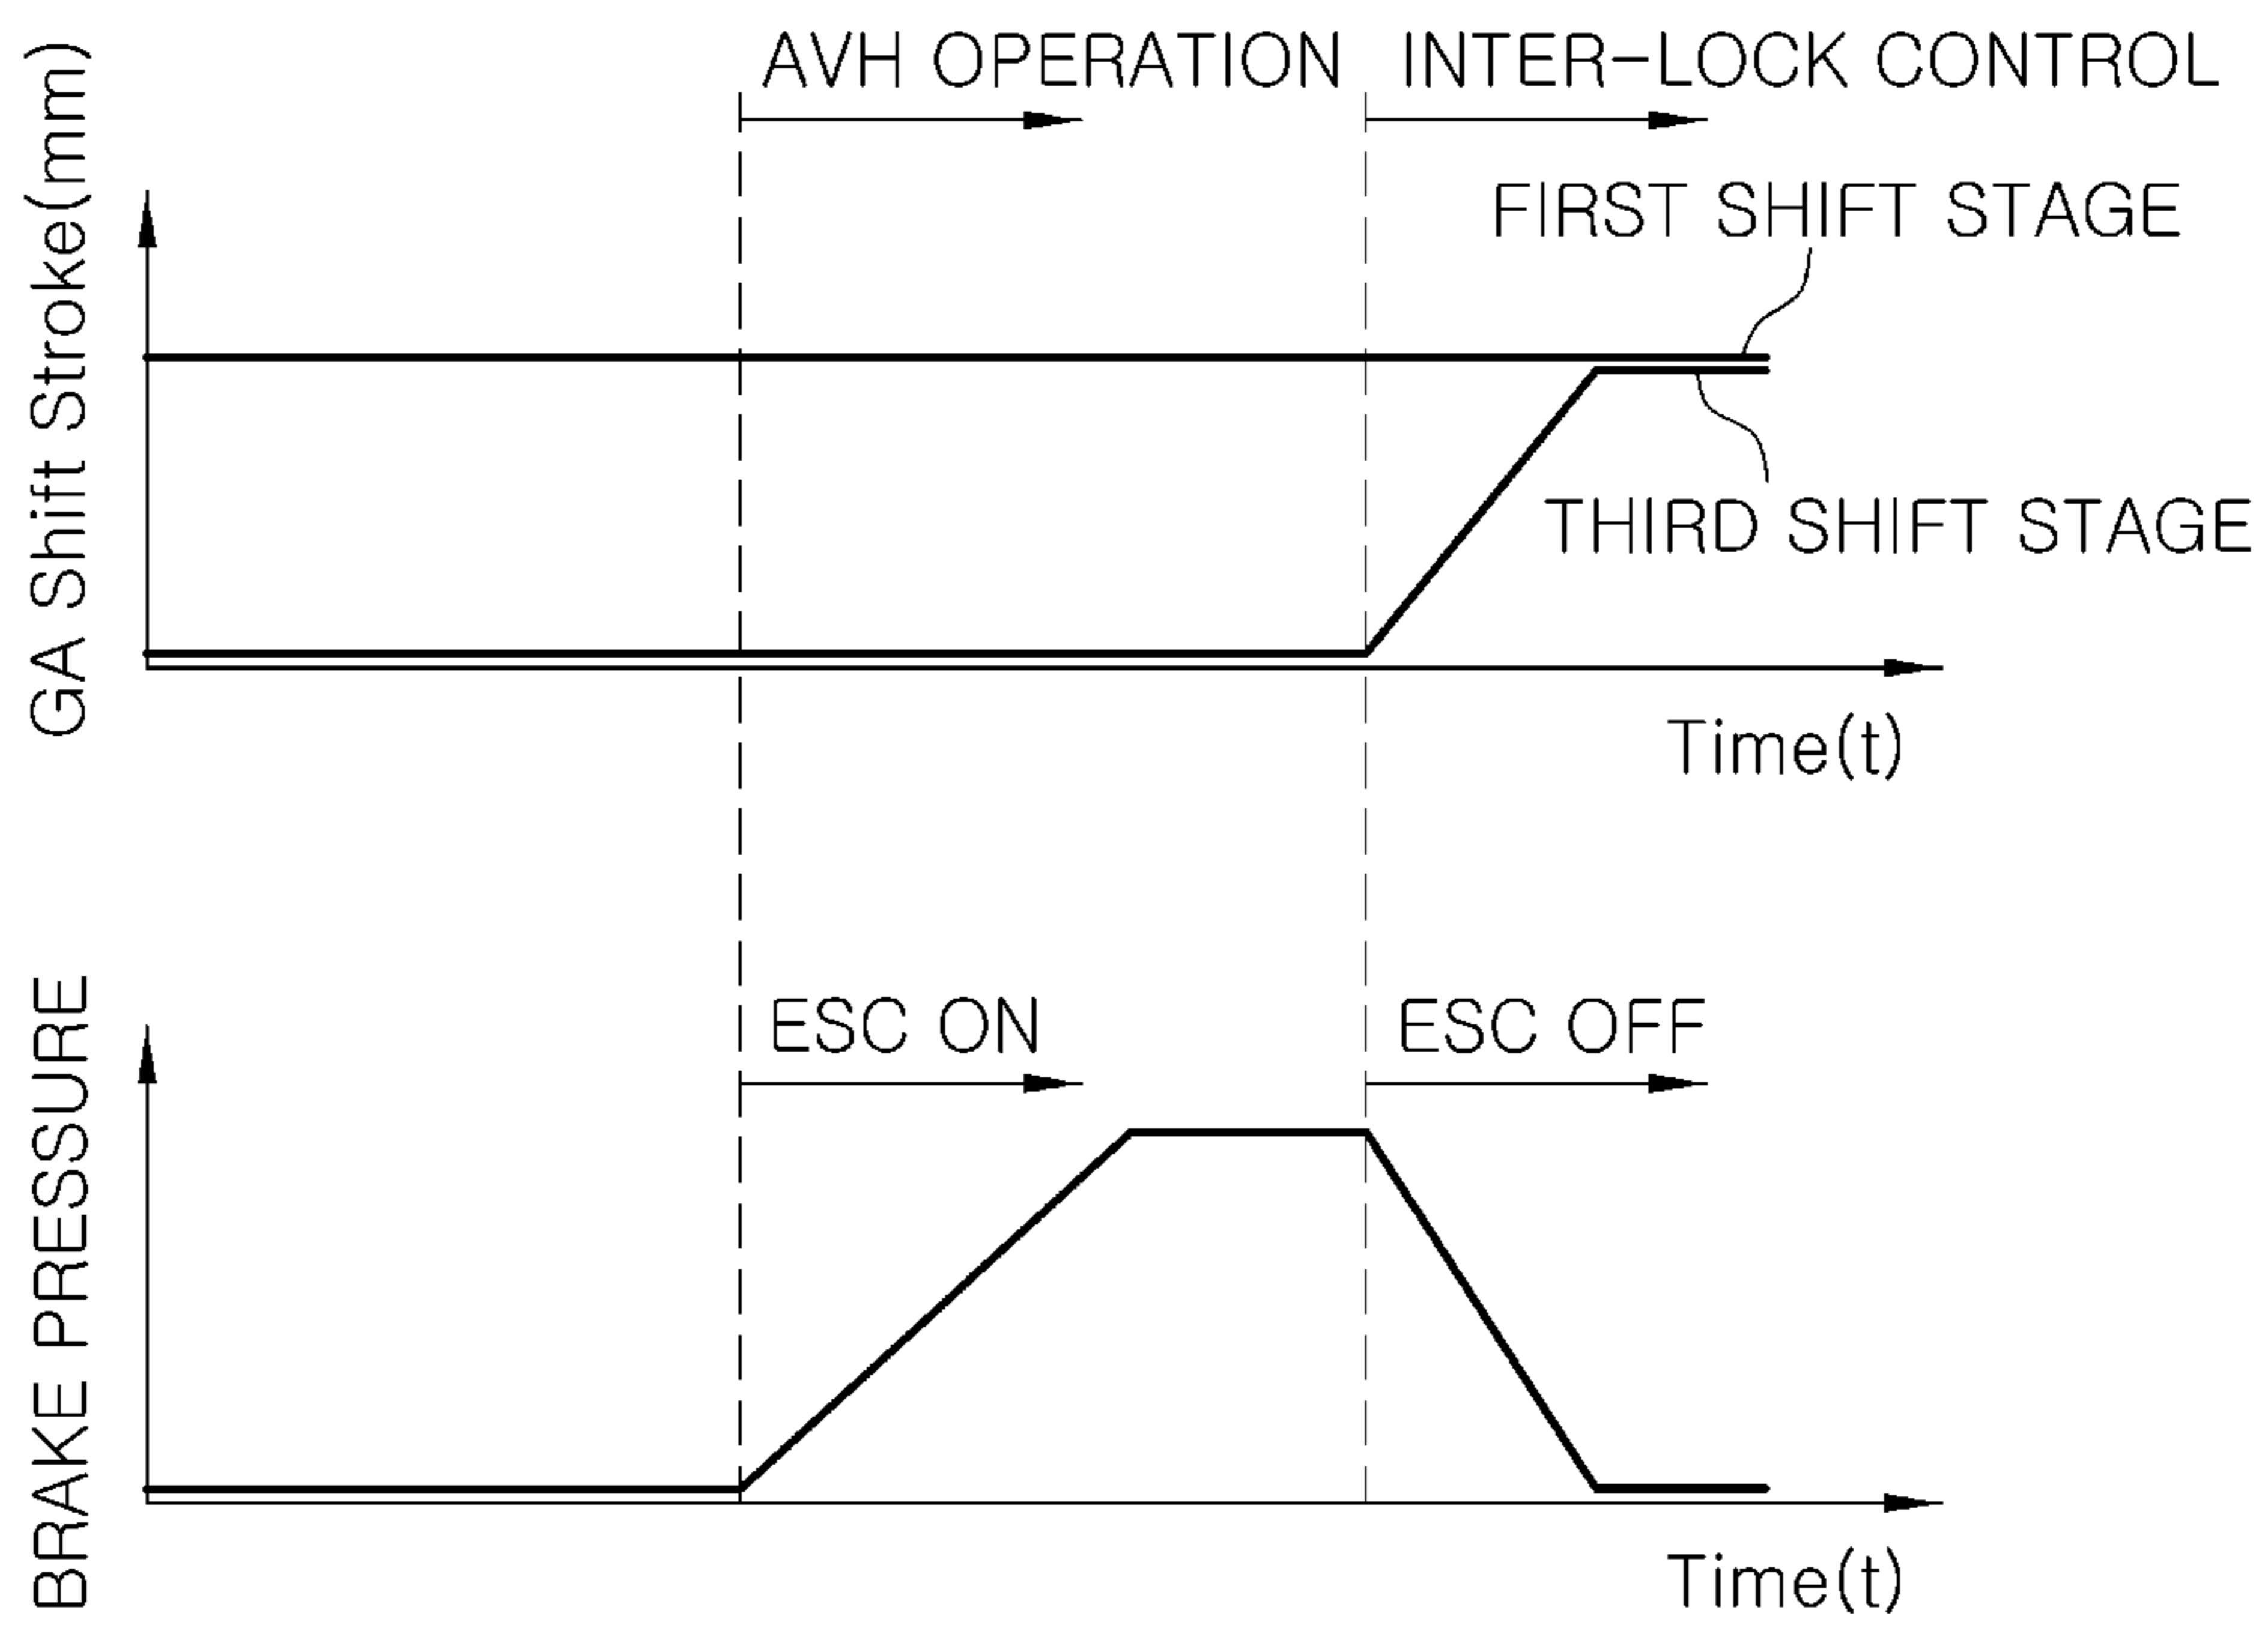 AVH OPERATION
INTER-LOCK CONTROL
GA Shift Stroke(mm)
FIRST SHIFT STAGE
THIRD SHIFT STAGE
Time(t)
BRAKE PRESSURE
ESC ON
ESC OFF
Time(t)